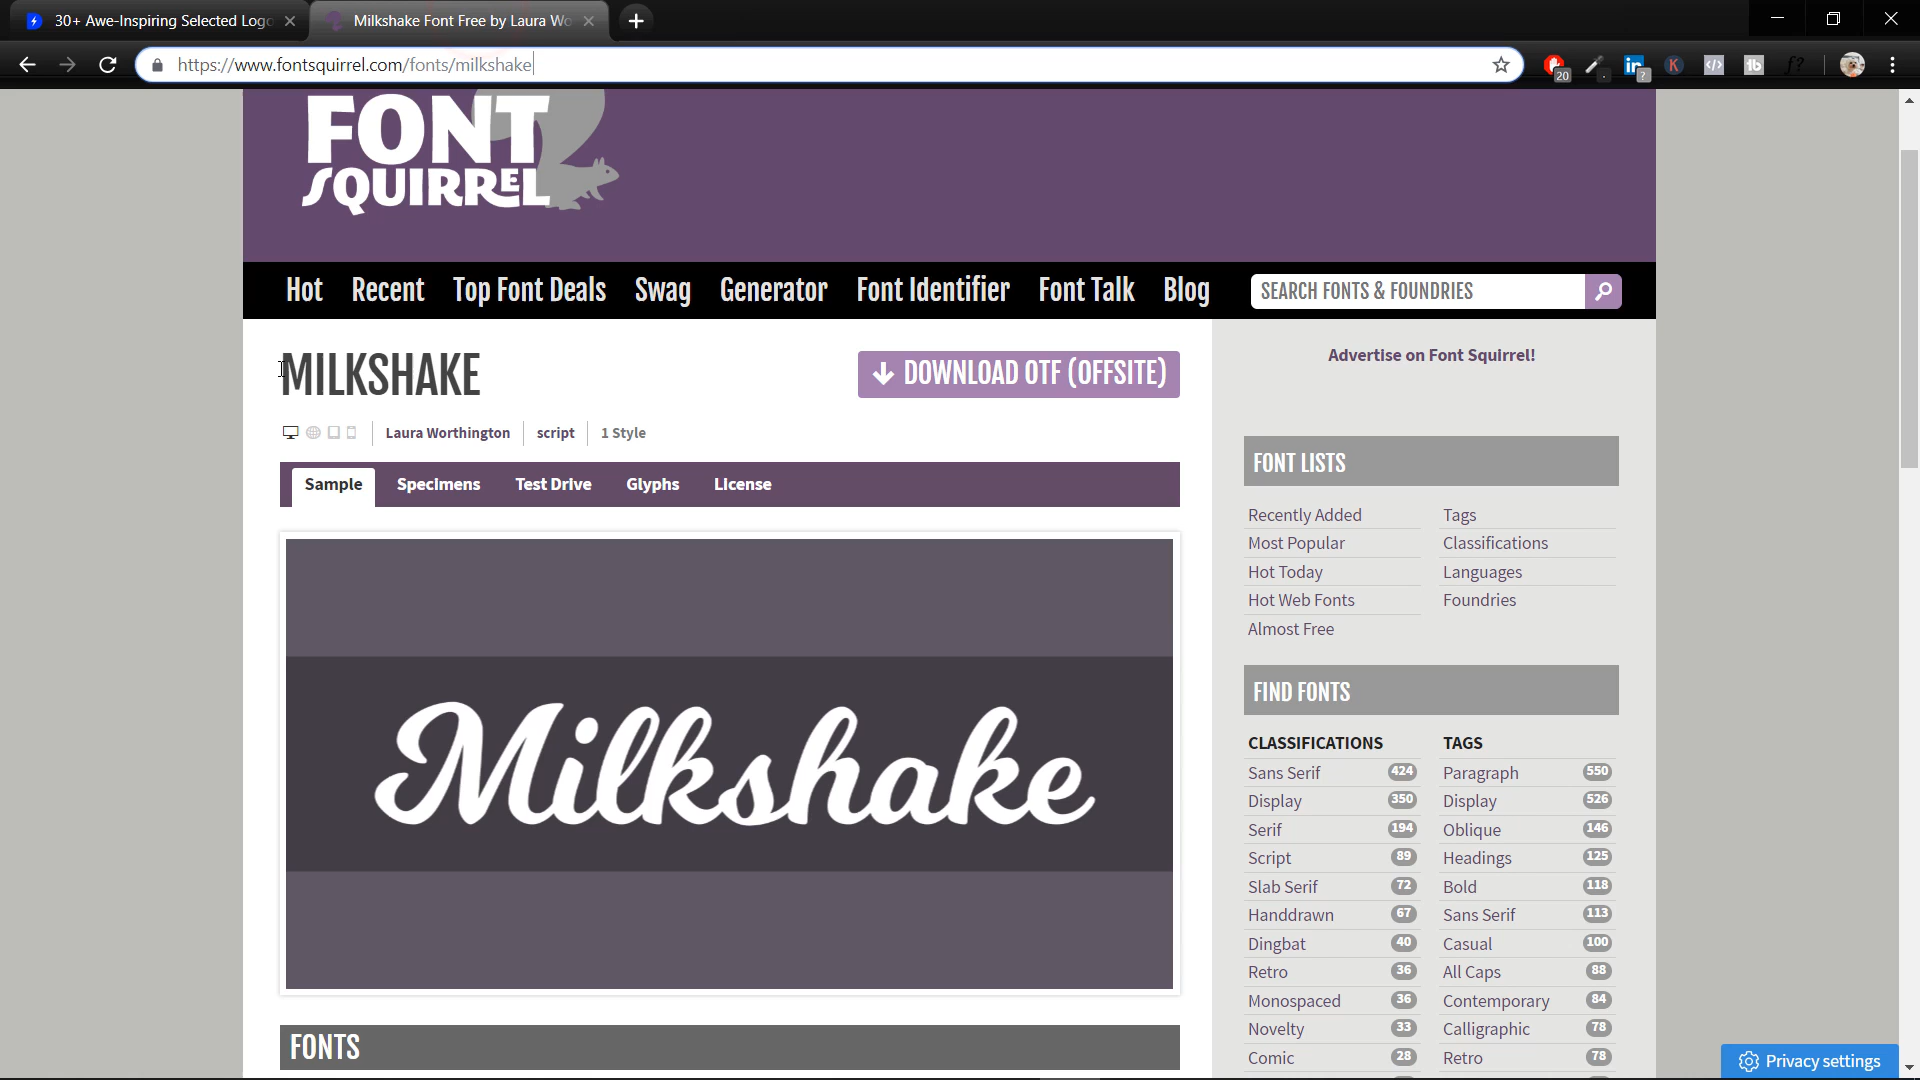 30+ Awe-Inspiring Selected Logo
Milkshake Font Free by Laura Wo
https://www.fontsquirrel.com/fonts/milkshake
20
.
in
?
K
</>
tb
f?
FONT
SQUIRREL
Hot
Recent
Top Font Deals
Swag
Generator
Font Identifier
Font Talk
Blog
SEARCH FONTS & FOUNDRIES
MILKSHAKE
DOWNLOAD OTF (OFFSITE)
Laura Worthington
script
1 Style
Sample
Specimens
Test Drive
Glyphs
License
Milkshake
FONTS
Advertise on Font Squirrel!
FONT LISTS
Recently Added
Most Popular
Hot Today
Hot Web Fonts
Almost Free
Tags
Classifications
Languages
Foundries
FIND FONTS
CLASSIFICATIONS
Sans Serif 424
Display 350
Serif 194
Script 89
Slab Serif 72
Handdrawn 67
Dingbat 40
Retro 36
Monospaced 36
Novelty 33
Comic 28
TAGS
Paragraph 550
Display 526
Oblique 146
Headings 125
Bold 118
Sans Serif 113
Casual 100
All Caps 88
Contemporary 84
Calligraphic 78
Retro 78
Privacy settings